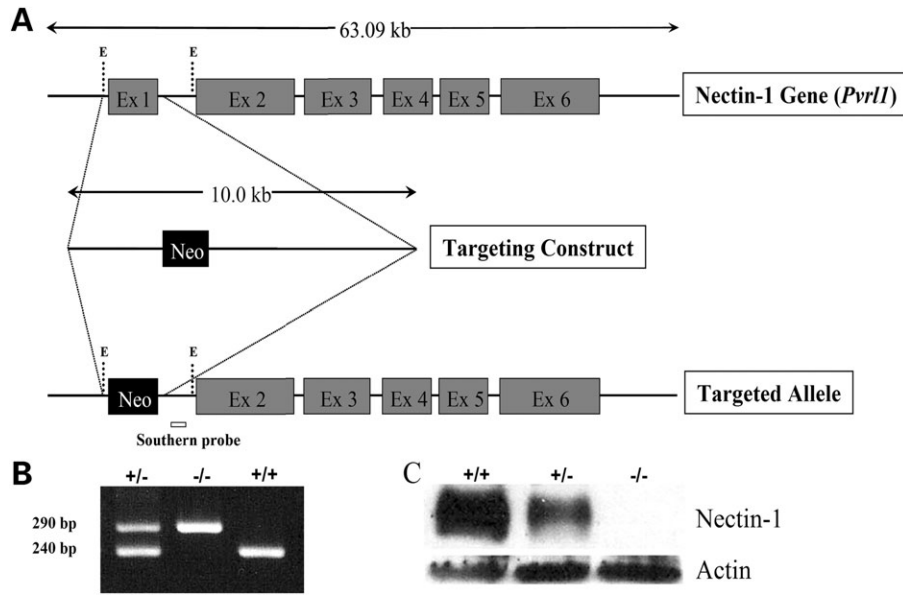 A
63.09 kb
E E
Ex 1 Ex 2 Ex 3 Ex 4 Ex 5 Ex 6
Nectin-1 Gene (Pvrl1)
10.0 kb
Neo
Targeting Construct
E E
Neo Ex 2 Ex 3 Ex 4 Ex 5 Ex 6
Targeted Allele
Southern probe
B
+/- -/- +/+
290 bp
240 bp
C
+/+ +/- -/-
Nectin-1
Actin